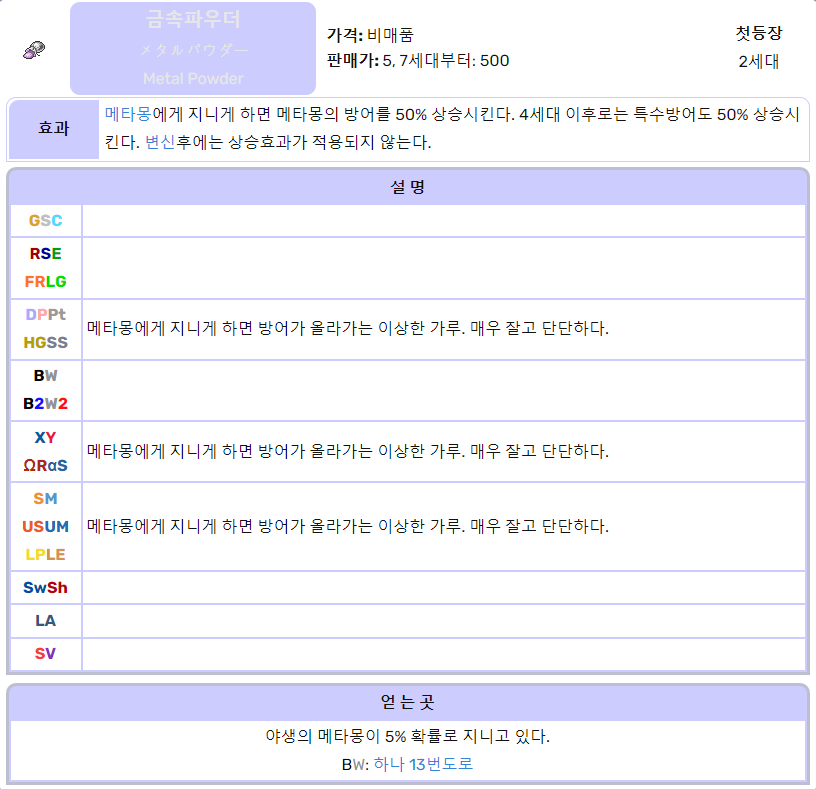 금속파우더
メタルパウダー
Metal Powder
가격: 비매품
판매가: 5, 7세대부터: 500
첫등장
2세대
효과
메타몽에게 지니게 하면 메타몽의 방어를 50% 상승시킨다. 4세대 이후로는 특수방어도 50% 상승시
킨다. 변신후에는 상승효과가 적용되지 않는다.
설 명
GSC
RSE
FRLG
DPPt
HGSS
메타몽에게 지니게 하면 방어가 올라가는 이상한 가루. 매우 잘고 단단하다.
BW
B2W2
XY
ΩRαS
메타몽에게 지니게 하면 방어가 올라가는 이상한 가루. 매우 잘고 단단하다.
SM
USUM
LPLE
메타몽에게 지니게 하면 방어가 올라가는 이상한 가루. 매우 잘고 단단하다.
SwSh
LA
SV
얻 는 곳
야생의 메타몽이 5% 확률로 지니고 있다.
BW: 하나 13번도로